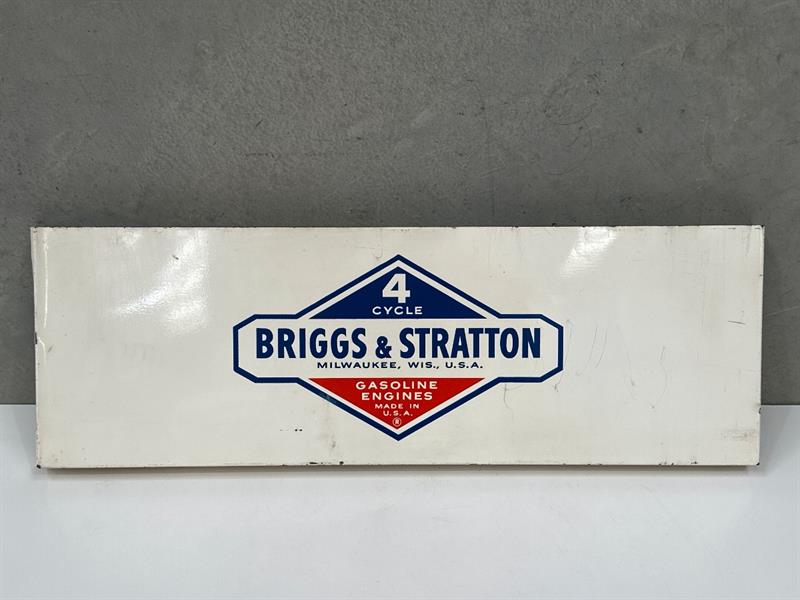 4
CYCLE
BRIGGS & STRATTON
MILWAUKEE, WIS., U.S.A.
GASOLINE
ENGINES
MADE IN
U.S.A.
®